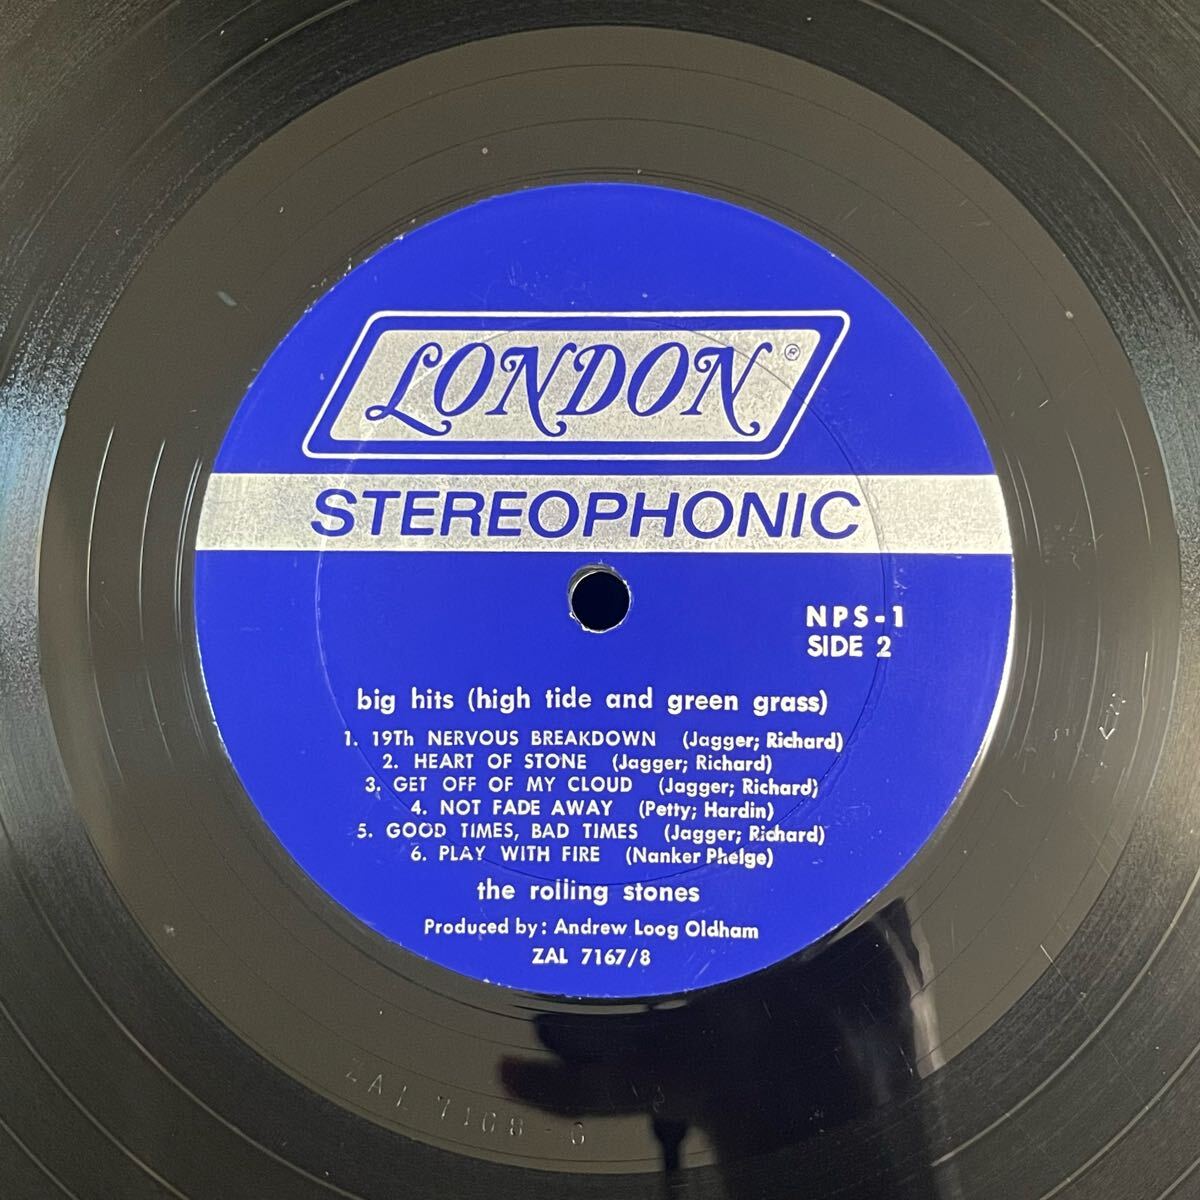 LONDON ®
STEREOPHONIC
NPS-1
SIDE 2
big hits (high tide and green grass)
1. 19Th NERVOUS BREAKDOWN (Jagger; Richard)
2. HEART OF STONE (Jagger; Richard)
3. GET OFF OF MY CLOUD (Jagger; Richard)
4. NOT FADE AWAY (Petty; Hardin)
5. GOOD TIMES, BAD TIMES (Jagger; Richard)
6. PLAY WITH FIRE (Nanker Phelge)
the rolling stones
Produced by: Andrew Loog Oldham
ZAL 7167/8